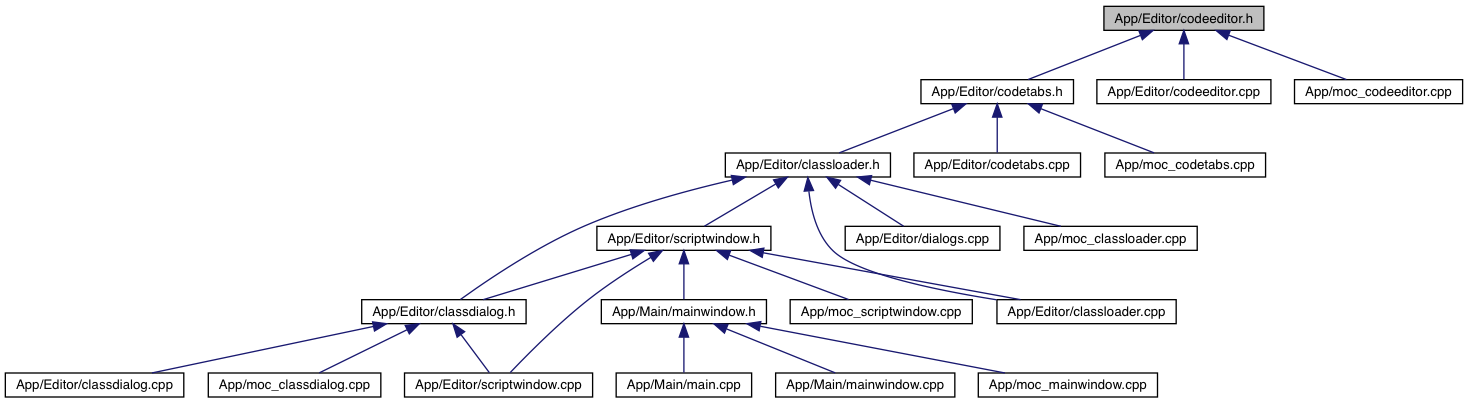 App/Editor/codeeditor.h
App/Editor/codetabs.h
App/Editor/codeeditor.cpp
App/moc_codeeditor.cpp
App/Editor/classloader.h
App/Editor/codetabs.cpp
App/moc_codetabs.cpp
App/Editor/scriptwindow.h
App/Editor/dialogs.cpp
App/moc_classloader.cpp
App/Editor/classdialog.h
App/Main/mainwindow.h
App/moc_scriptwindow.cpp
App/Editor/classloader.cpp
App/Editor/classdialog.cpp
App/moc_classdialog.cpp
App/Editor/scriptwindow.cpp
App/Main/main.cpp
App/Main/mainwindow.cpp
App/moc_mainwindow.cpp